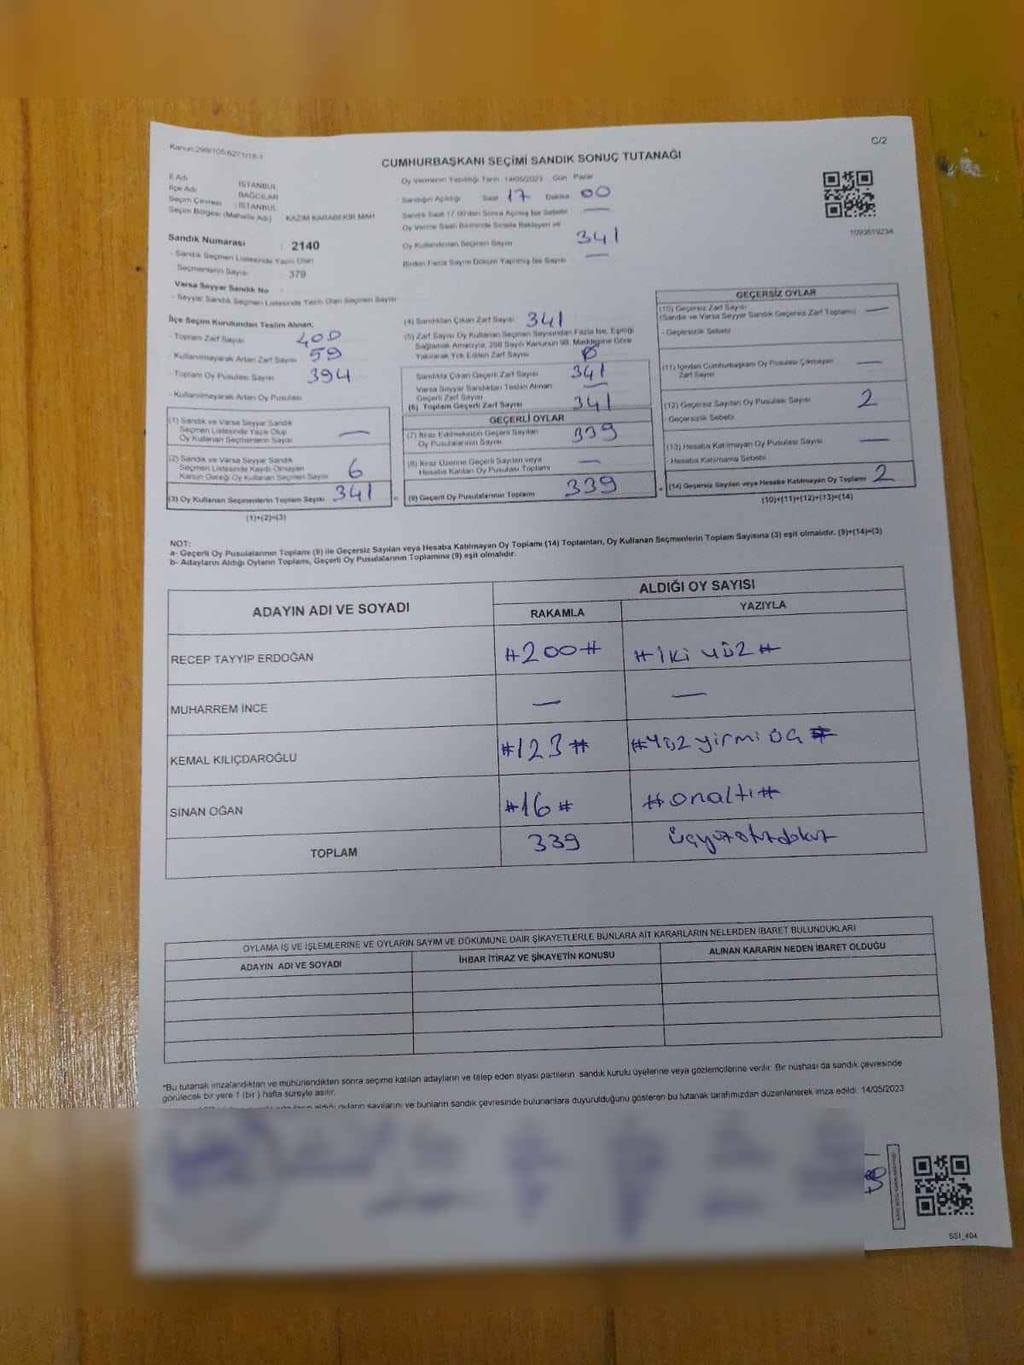 Kanun:298/105;6271/18-1
C/2
CUMHURBAŞKANI SEÇİMİ SANDIK SONUÇ TUTANAĞI
İl Adı : İSTANBUL
İlçe Adı : BAĞCILAR
Seçim Çevresi : İSTANBUL
Seçim Bölgesi (Mahalle Adı) : KAZIM KARABEKİR MAH.
Sandık Numarası : 2140
- Sandık Seçmen Listesinde Yazılı Olan
Seçmenlerin Sayısı : 379
Varsa Seyyar Sandık No :
- Seyyar Sandık Seçmen Listesinde Yazılı Olan Seçmen Sayısı
Oy Vermenin Yapıldığı Tarih :14/05/2023 Gün : Pazar
Sandığın Açıldığı Saat 17 Dakika 00
Sandık Saat 17.00'den Sonra Açılmış İse Sebebi —
Oy Verme Saati Bitiminde Sırada Bekleyen ve
Oy Kullandırılan Seçmen Sayısı 341
Birden Fazla Sayım Döküm Yapılmış İse Sayısı —
1093619234
İlçe Seçim Kurulundan Teslim Alınan;
- Toplam Zarf Sayısı 400
- Kullanılmayarak Artan Zarf Sayısı 59
- Toplam Oy Pusulası Sayısı 394
- Kullanılmayarak Artan Oy Pusulası
(1) Sandık ve Varsa Seyyar Sandık
Seçmen Listesinde Yazılı Olup
Oy Kullanan Seçmenlerin Sayısı —
(2) Sandık ve Varsa Seyyar Sandık
Seçmen Listesinde Kayıtlı Olmayan
Kanun Gereği Oy Kullanan Seçmen Sayısı 6
(3) Oy Kullanan Seçmenlerin Toplam Sayısı 341
(1)+(2)=(3)
(4) Sandıktan Çıkan Zarf Sayısı 341
(5) Zarf Sayısı Oy Kullanan Seçmen Sayısından Fazla İse, Eşitliği
Sağlamak Amacıyla, 298 Sayılı Kanunun 98. Maddesine Göre
Yakılarak Yok Edilen Zarf Sayısı
Sandıkta Çıkan Geçerli Zarf Sayısı 341
Varsa Seyyar Sandıktan Teslim Alınan
Geçerli Zarf Sayısı —
(6) Toplam Geçerli Zarf Sayısı 341
GEÇERLİ OYLAR
(7) İtiraz Edilmeksizin Geçerli Sayılan
Oy Pusulalarının Sayısı 339
(8) İtiraz Üzerine Geçerli Sayılan veya
Hesaba Katılan Oy Pusulası Toplamı —
(9) Geçerli Oy Pusulalarının Toplamı 339
GEÇERSİZ OYLAR
(10) Geçersiz Zarf Sayısı —
(Sandık ve Varsa Seyyar Sandık Geçersiz Zarf Toplamı)
- Geçersizlik Sebebi
(11) İçinden Cumhurbaşkanı Oy Pusulası Çıkmayan
Zarf Sayısı —
(12) Geçersiz Sayılan Oy Pusulası Sayısı 2
- Geçersizlik Sebebi
(13) Hesaba Katılmayan Oy Pusulası Sayısı —
- Hesaba Katılmama Sebebi
(14) Geçersiz Sayılan veya Hesaba Katılmayan Oy Toplamı 2
(10)+(11)+(12)+(13)=(14)
NOT:
a- Geçerli Oy Pusulalarının Toplamı (9) ile Geçersiz Sayılan veya Hesaba Katılmayan Oy Toplamı (14) Toplamları, Oy Kullanan Seçmenlerin Toplam Sayısına (3) eşit olmalıdır. (9)+(14)=(3)
b- Adayların Aldığı Oyların Toplamı, Geçerli Oy Pusulalarının Toplamına (9) eşit olmalıdır.
ADAYIN ADI VE SOYADI
ALDIĞI OY SAYISI
RAKAMLA
YAZIYLA
RECEP TAYYIP ERDOĞAN #200# #iki yüz#
MUHARREM İNCE — —
KEMAL KILIÇDAROĞLU #123# #yüz yirmi üç#
SİNAN OĞAN #16# #onaltı#
TOPLAM 339 üçyüzotuzdokuz
OYLAMA İŞ VE İŞLEMLERİNE VE OYLARIN SAYIM VE DÖKÜMÜNE DAİR ŞİKAYETLERLE BUNLARA AİT KARARLARIN NELERDEN İBARET BULUNDUKLARI
ADAYIN ADI VE SOYADI
İHBAR İTİRAZ VE ŞİKAYETİN KONUSU
ALINAN KARARIN NEDEN İBARET OLDUĞU
*Bu tutanak imzalandıktan ve mühürlendikten sonra seçime katılan adayların ve talep eden siyasi partilerin sandık kurulu üyelerine veya gözlemcilerine verilir. Bir nüshası da sandık çevresinde
görülecek bir yere 1 (bir) hafta süreyle asılır.
aldığı oyların sayılarını ve bunların sandık çevresinde bulunanlara duyurulduğunu gösteren bu tutanak tarafımızdan düzenlenerek imza edildi. 14/05/2023
SS1_404